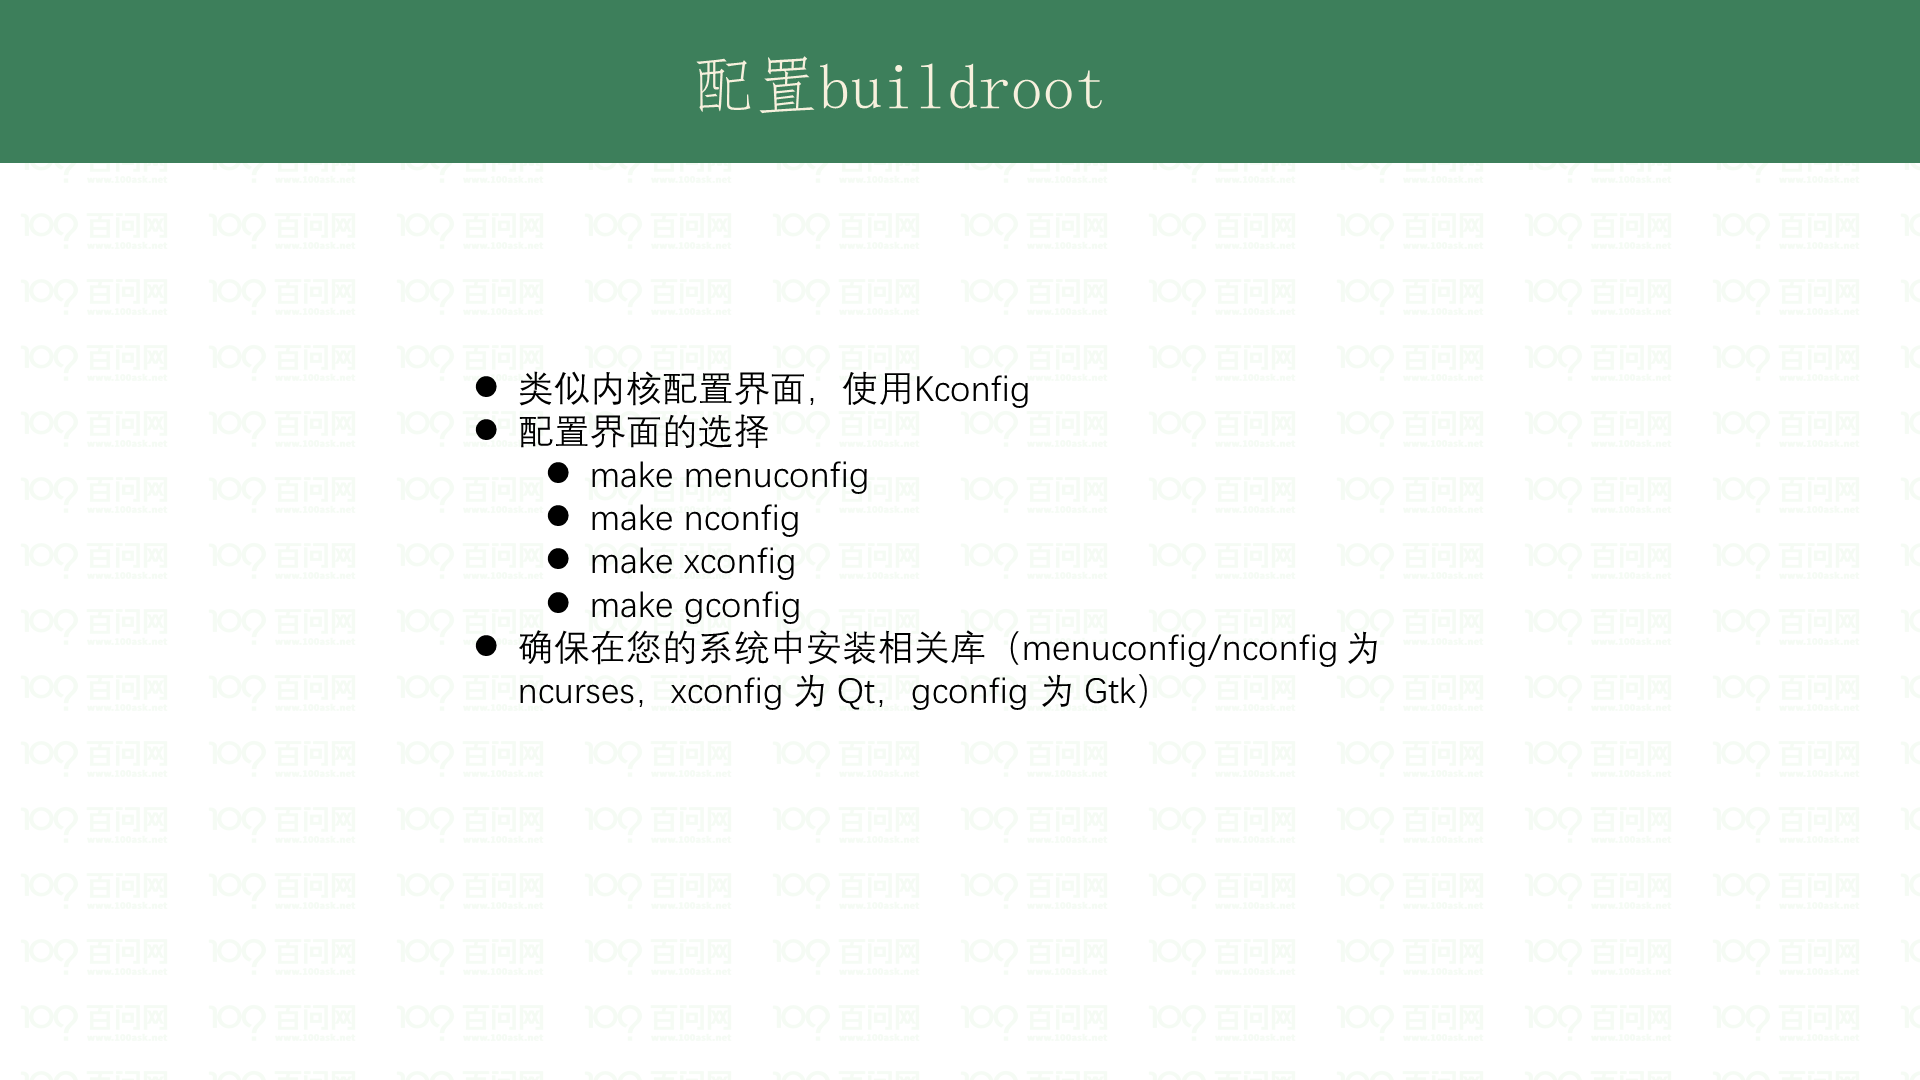 配置buildroot
类似内核配置界面，使用Kconfig
配置界面的选择
make menuconfig
make nconfig
make xconfig
make gconfig
确保在您的系统中安装相关库（menuconfig/nconfig 为
ncurses，xconfig 为 Qt，gconfig 为 Gtk）